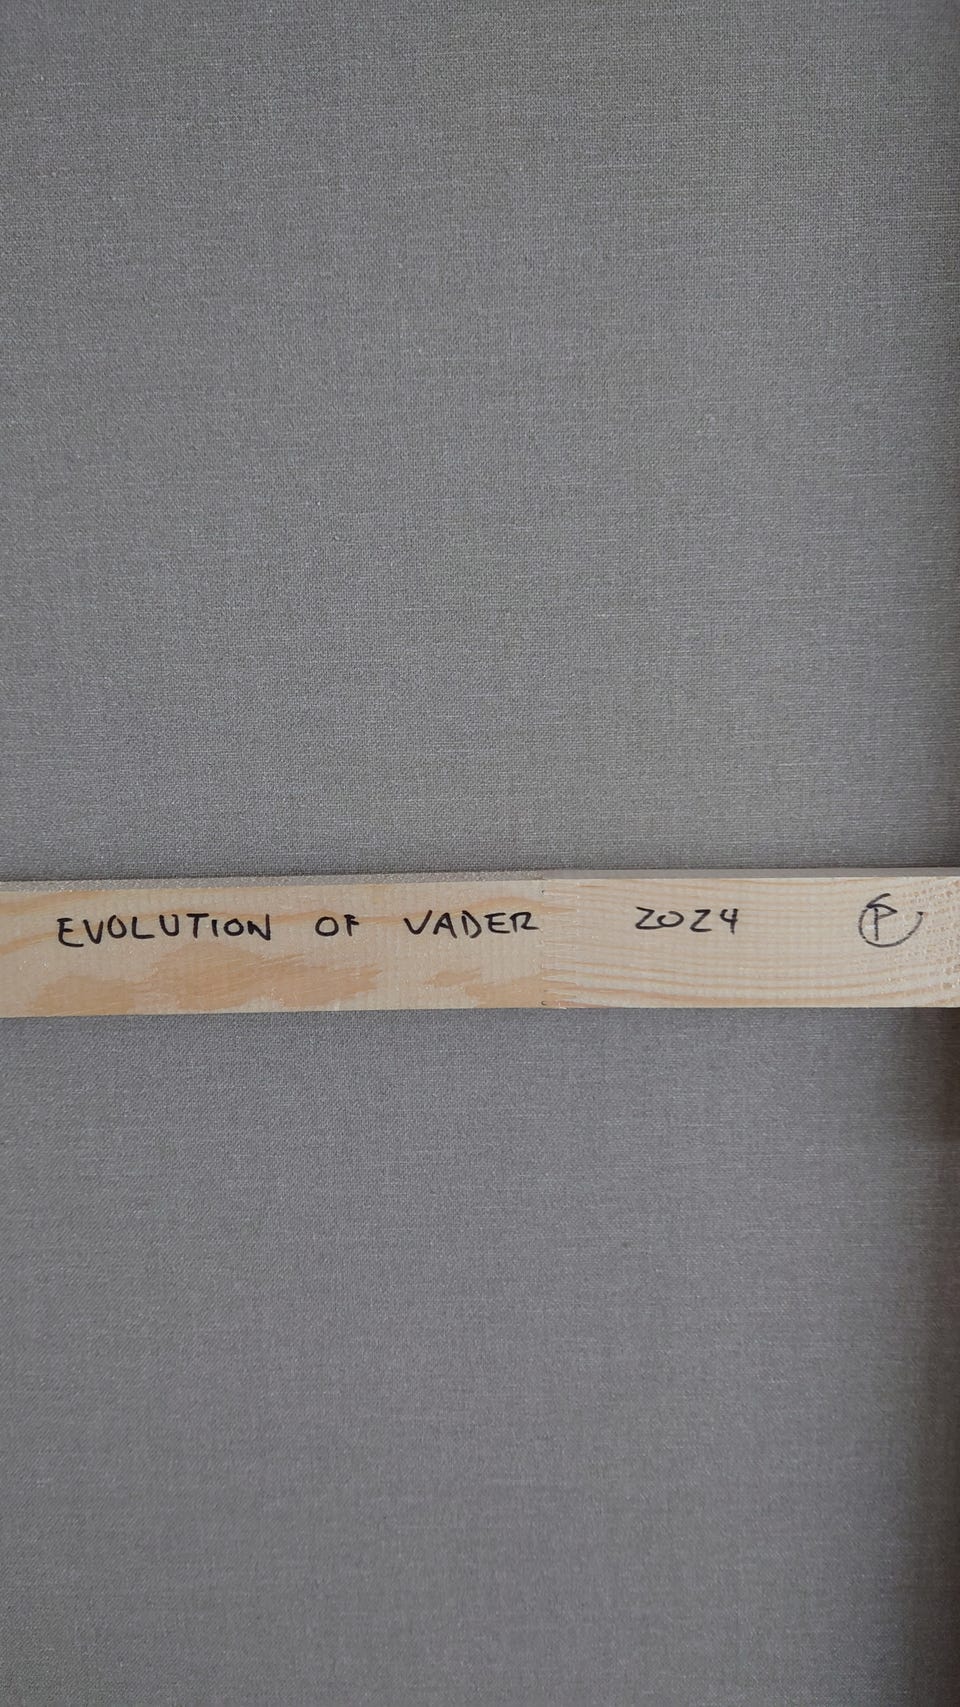 EVOLUTION OF VADER 2024 P